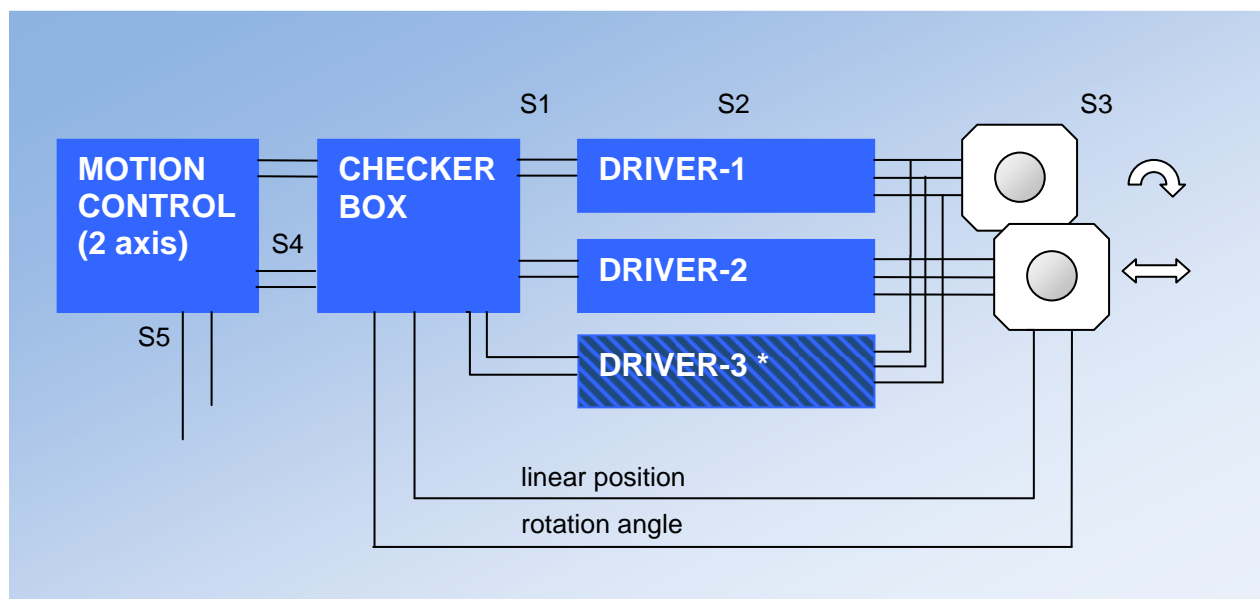 S1
S2
S3
MOTION
CONTROL
(2 axis)
CHECKER
BOX
DRIVER-1
S4
DRIVER-2
S5
DRIVER-3 *
linear position
rotation angle